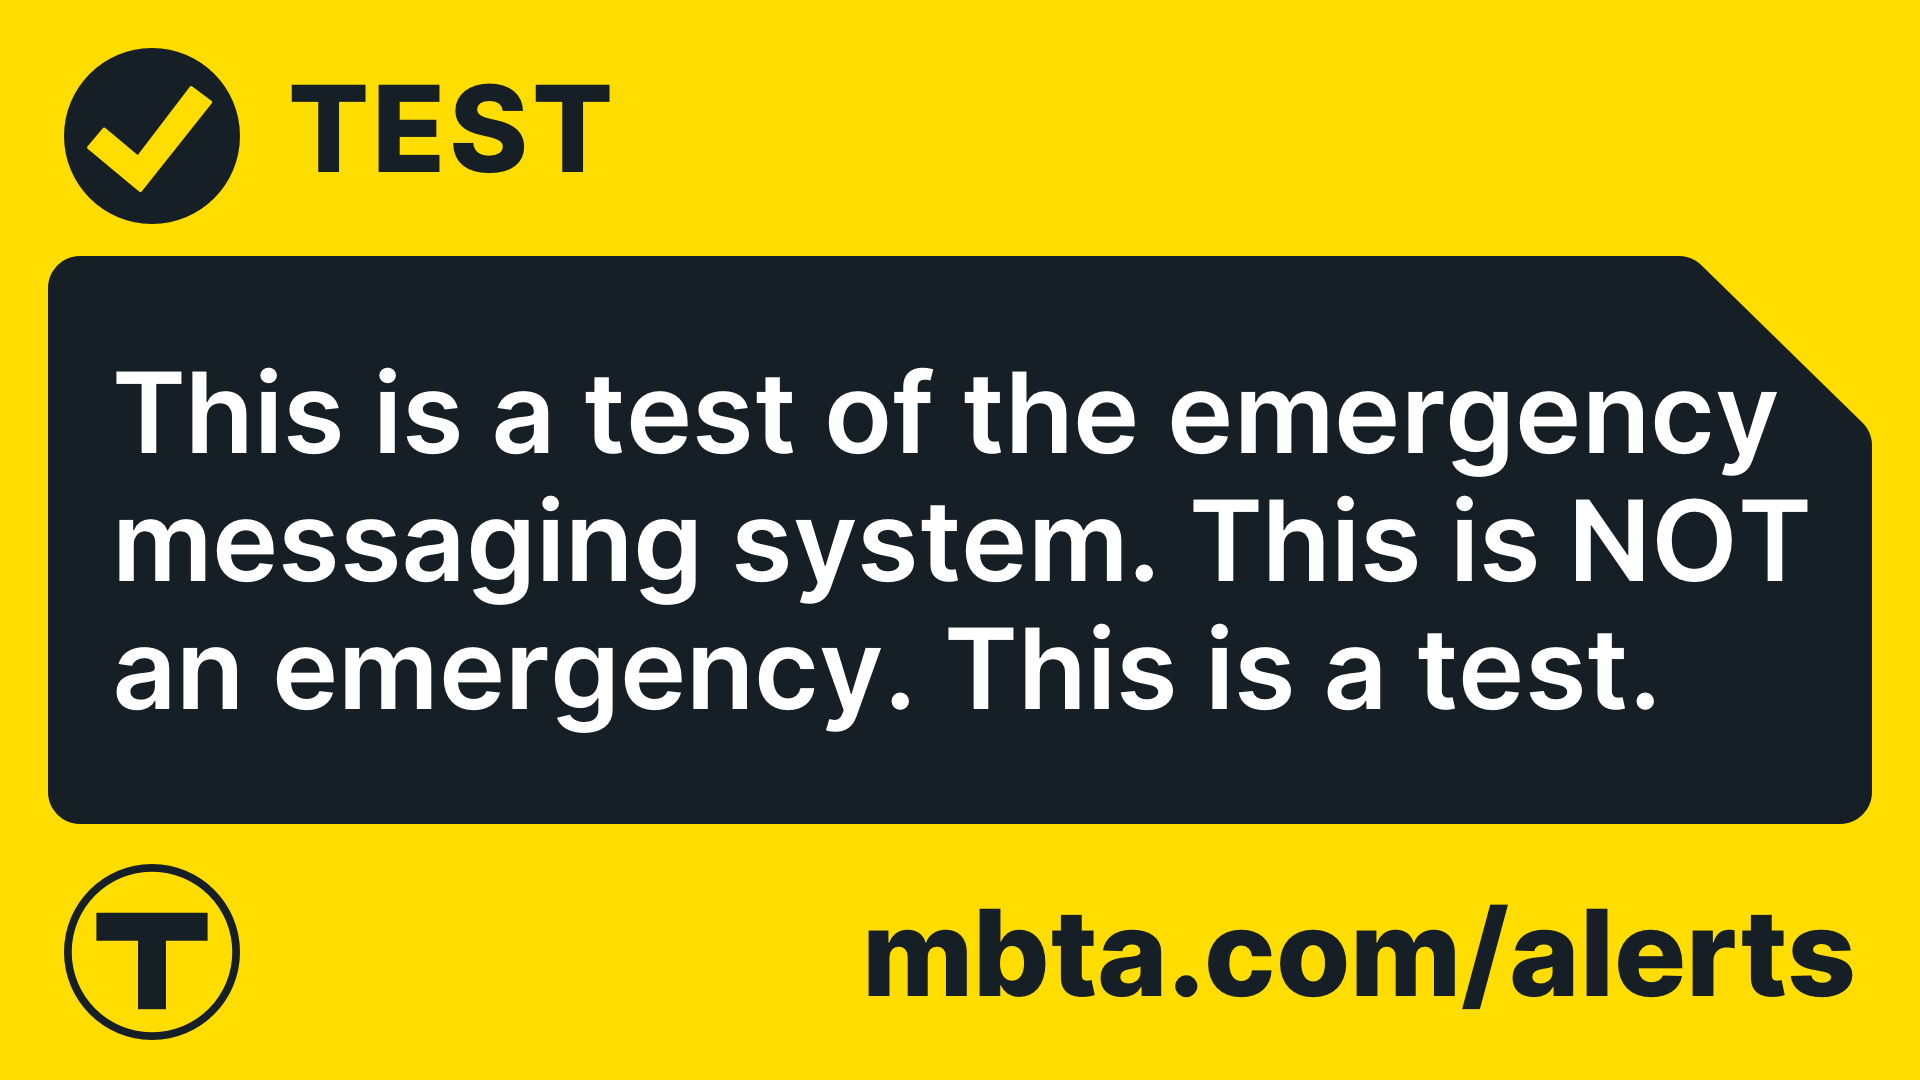 TEST
This is a test of the emergency
messaging system. This is NOT
an emergency. This is a test.
T
mbta.com/alerts